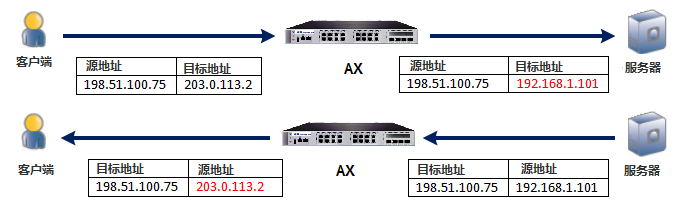 客户端
AX
服务器
源地址 目标地址
198.51.100.75 203.0.113.2
源地址 目标地址
198.51.100.75 192.168.1.101
客户端
AX
服务器
目标地址 源地址
198.51.100.75 203.0.113.2
目标地址 源地址
198.51.100.75 192.168.1.101